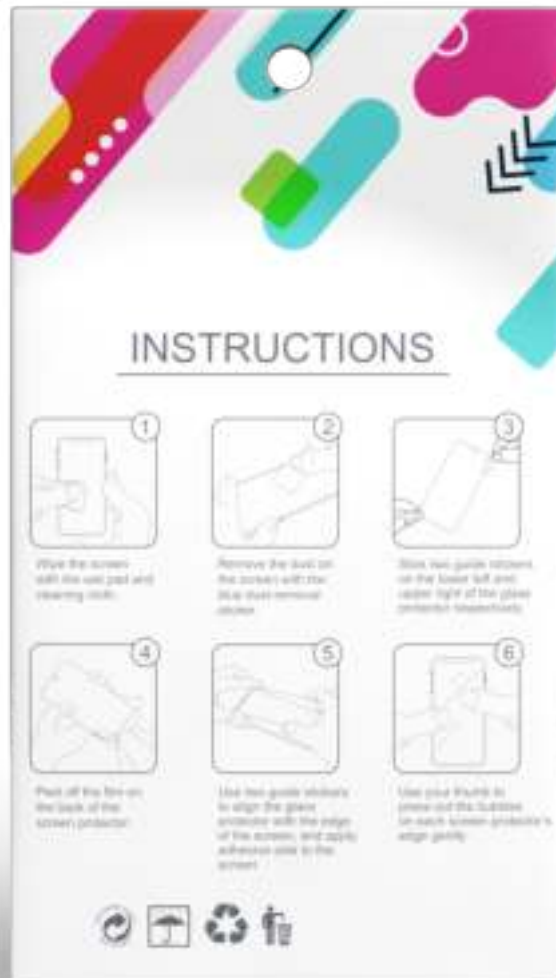 INSTRUCTIONS
1
2
3
Wipe the screen
with the wet pad and
cleaning cloth.
Remove the dust on
the screen with the
blue dust-removal
sticker
Stick two guide stickers
on the lower left and
upper right of the glass
protector respectively
4
5
6
Peel off the film on
the back of the
screen protector.
Use two guide stickers
to align the glass
protector with the edge
of the screen, and apply
adhesive side to the
screen
Use your thumb to
press out the bubbles
on each screen protector's
edge gently